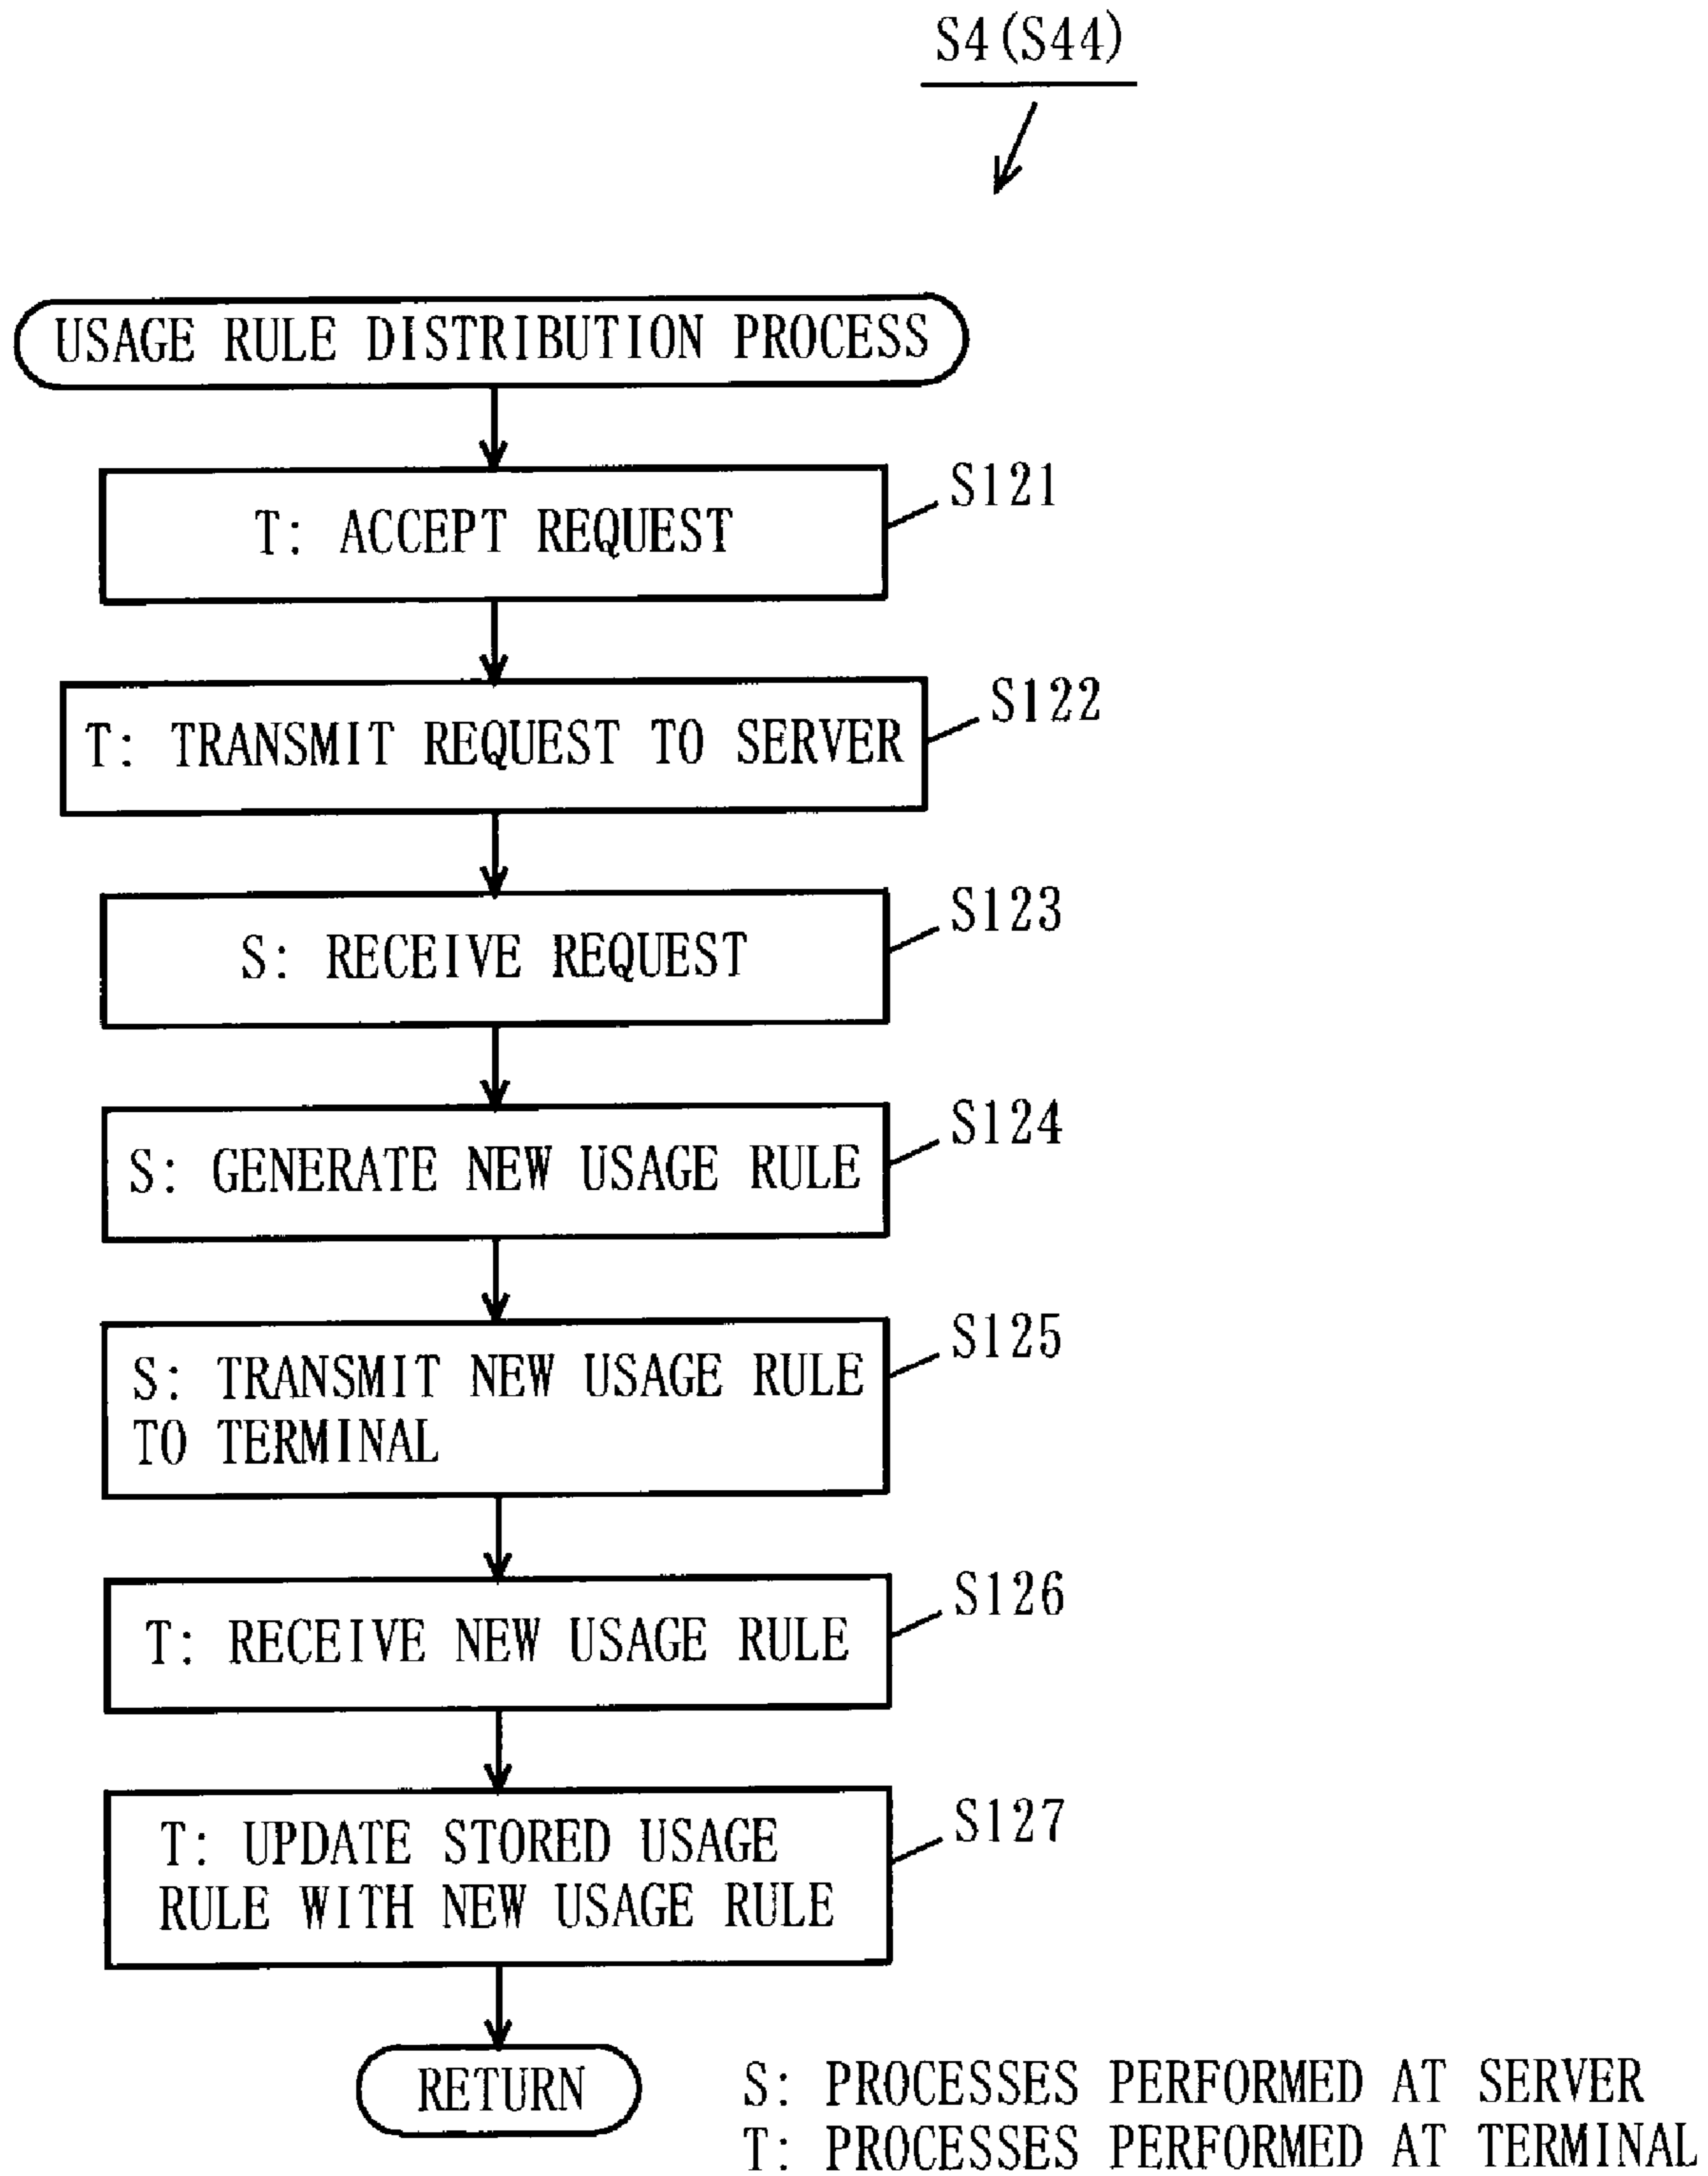 S4(S44)
USAGE RULE DISTRIBUTION PROCESS
S121
T: ACCEPT REQUEST
S122
T: TRANSMIT REQUEST TO SERVER
S123
S: RECEIVE REQUEST
S124
S: GENERATE NEW USAGE RULE
S125
S: TRANSMIT NEW USAGE RULE
TO TERMINAL
S126
T: RECEIVE NEW USAGE RULE
S127
T: UPDATE STORED USAGE
RULE WITH NEW USAGE RULE
RETURN
S: PROCESSES PERFORMED AT SERVER
T: PROCESSES PERFORMED AT TERMINAL